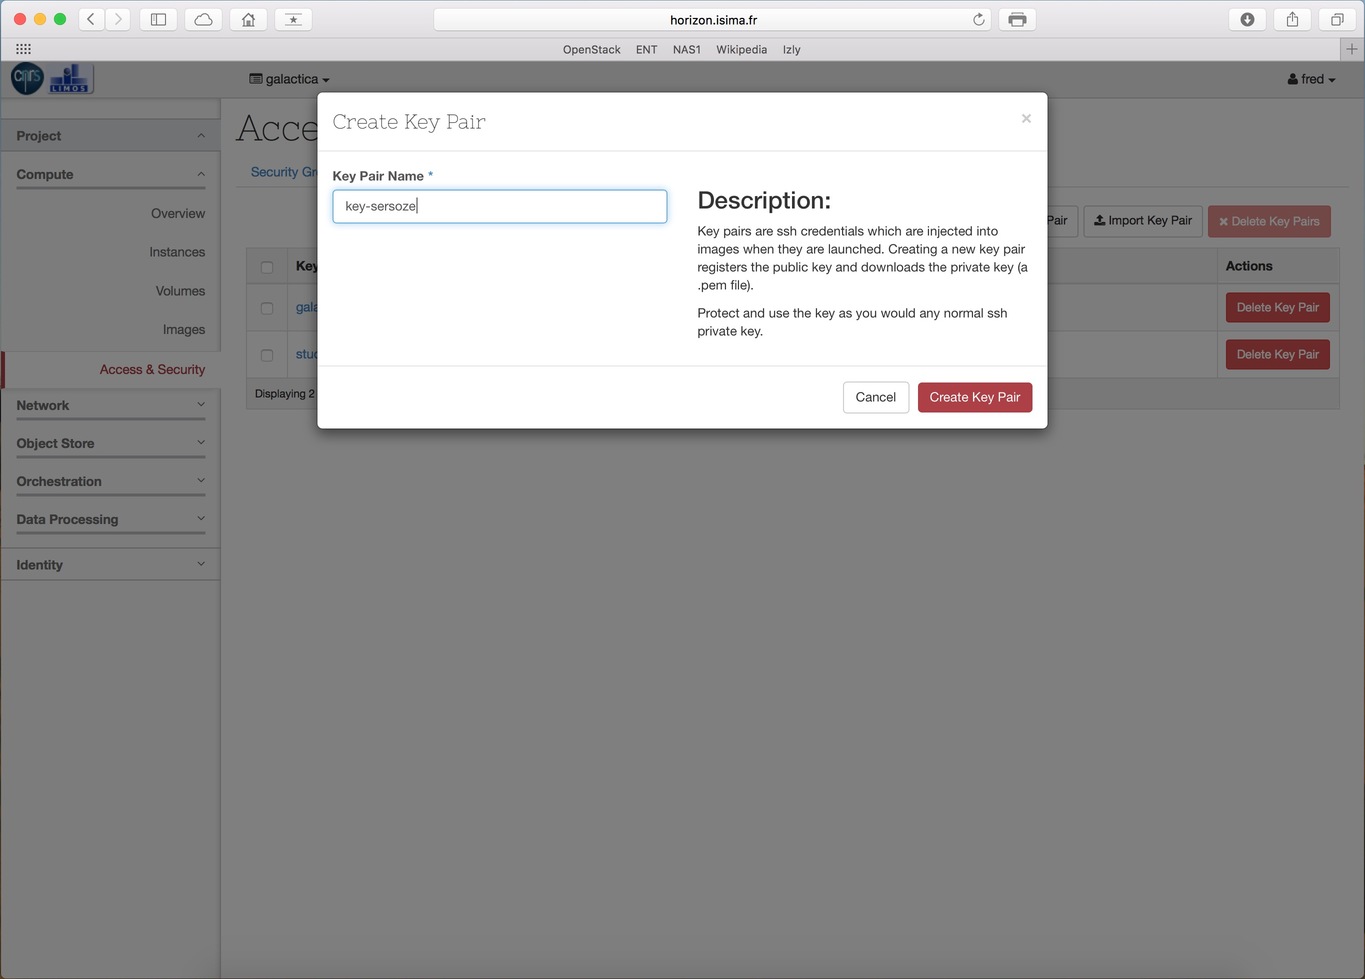 horizon.isima.fr
OpenStack ENT NAS1 Wikipedia Izly
cnrs
LIMOS
galactica
fred
Project
Compute
Overview
Instances
Volumes
Images
Access & Security
Network
Object Store
Orchestration
Data Processing
Identity
Acce
Security Gr
Pair
Import Key Pair
Delete Key Pairs
Key
Actions
gala
Delete Key Pair
stud
Delete Key Pair
Displaying 2
Create Key Pair
×
Key Pair Name *
key-sersoze
Description:
Key pairs are ssh credentials which are injected into
images when they are launched. Creating a new key pair
registers the public key and downloads the private key (a
.pem file).
Protect and use the key as you would any normal ssh
private key.
Cancel
Create Key Pair